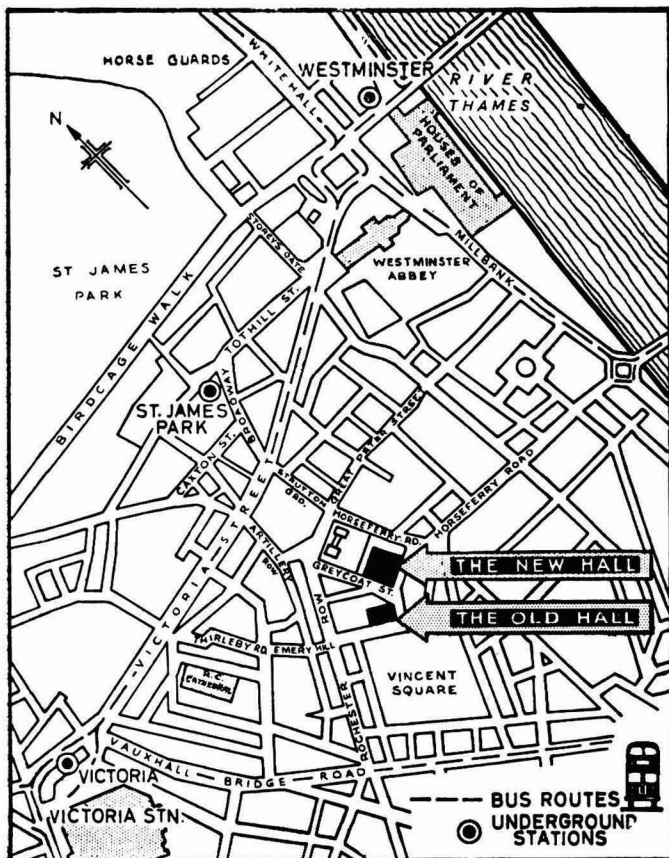 HORSE GUARDS
WHITEHALL
WESTMINSTER
RIVER
THAMES
N
HOUSES OF
PARLIAMENT
STOREY'S GATE
ST JAMES
PARK
WESTMINSTER
ABBEY
MILLBANK
BIRDCAGE WALK
TOTHILL ST.
BROADWAY
ST. JAMES
PARK
CAXTON ST.
VICTORIA STREET
STRUTTON
GRD.
GREAT PETER STREET
HORSEFERRY RD.
HORSEFERRY ROAD
ARTILLERY
ROW
GREYCOAT ST.
THE NEW HALL
THE OLD HALL
ROCHESTER ROW
THIRLEBY RD.
EMERY HILL
R.C.
CATHEDRAL
VINCENT
SQUARE
VAUXHALL BRIDGE ROAD
VICTORIA
VICTORIA STN.
BUS ROUTES
UNDERGROUND
STATIONS